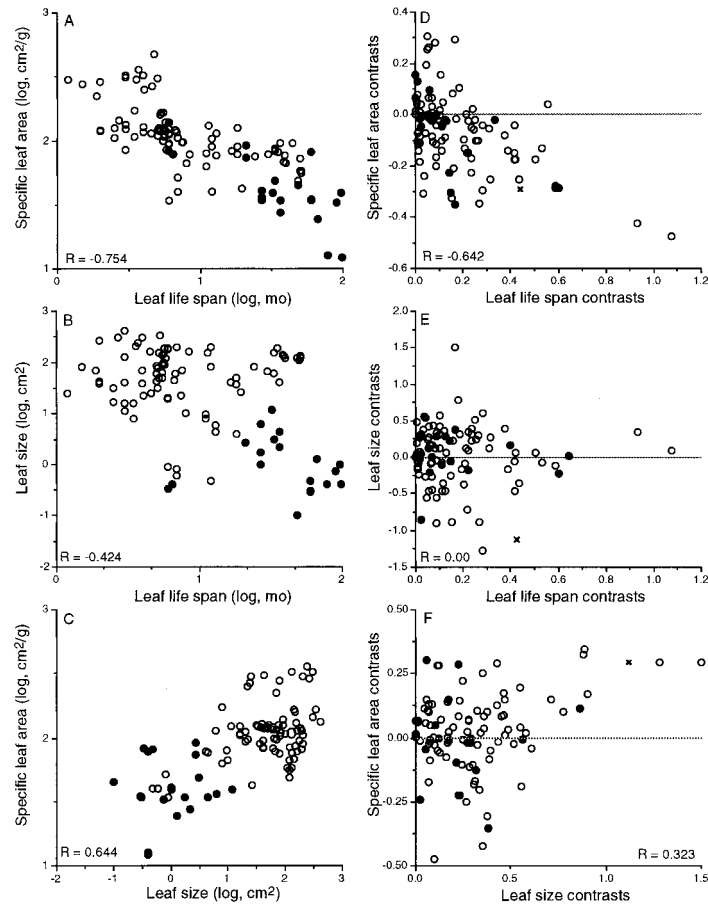 A
Specific leaf area (log, cm2/g)
3
2
1
R = -0.754
0
1
2
Leaf life span (log, mo)
B
Leaf size (log, cm2)
3
2
1
0
-1
-2
R = -0.424
0
1
2
Leaf life span (log, mo)
C
Specific leaf area (log, cm2/g)
3
2
1
R = 0.644
-2
-1
0
1
2
3
Leaf size (log, cm2)
D
Specific leaf area contrasts
0.4
0.2
0.0
-0.2
-0.4
-0.6
R = -0.642
0.0
0.2
0.4
0.6
0.8
1.0
1.2
Leaf life span contrasts
E
Leaf size contrasts
2.0
1.5
1.0
0.5
0.0
-0.5
-1.0
-1.5
R = 0.00
0.0
0.2
0.4
0.6
0.8
1.0
1.2
Leaf life span contrasts
F
Specific leaf area contrasts
0.50
0.25
0.00
-0.25
-0.50
R = 0.323
0.0
0.5
1.0
1.5
Leaf size contrasts